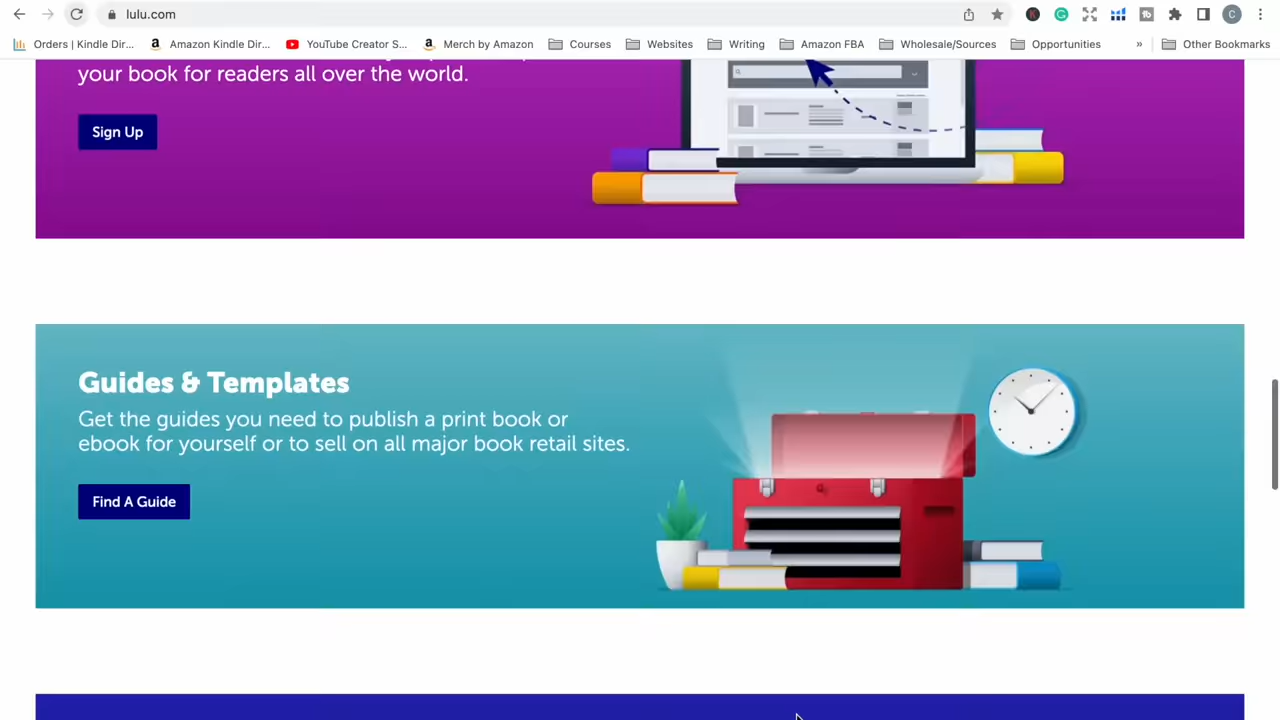 lulu.com
C
Orders | Kindle Dir...
Amazon Kindle Dir...
YouTube Creator S...
Merch by Amazon
Courses
Websites
Writing
Amazon FBA
Wholesale/Sources
Opportunities
»
Other Bookmarks
your book for readers all over the world.
Sign Up
Guides & Templates
Get the guides you need to publish a print book or
ebook for yourself or to sell on all major book retail sites.
Find A Guide